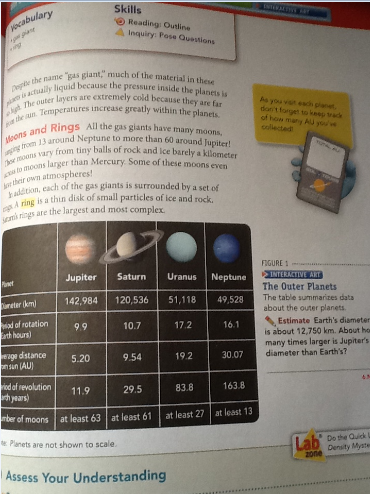 Vocabulary
• gas giant
• ring
Skills
Reading: Outline
Inquiry: Pose Questions
INTERACTIVE ART
Despite the name "gas giant," much of the material in these
planets is actually liquid because the pressure inside the planets is
so high. The outer layers are extremely cold because they are far
from the sun. Temperatures increase greatly within the planets.
Moons and Rings All the gas giants have many moons,
ranging from 13 around Neptune to more than 60 around Jupiter!
These moons vary from tiny balls of rock and ice barely a kilometer
across to moons larger than Mercury. Some of these moons even
have their own atmospheres!
In addition, each of the gas giants is surrounded by a set of
rings. A ring is a thin disk of small particles of ice and rock.
Saturn's rings are the largest and most complex.
As you visit each planet,
don't forget to keep track
of how many AU you've
collected!
Planet Jupiter Saturn Uranus Neptune
Diameter (km) 142,984 120,536 51,118 49,528
Period of rotation
(Earth hours) 9.9 10.7 17.2 16.1
Average distance
from sun (AU) 5.20 9.54 19.2 30.07
Period of revolution
(Earth years) 11.9 29.5 83.8 163.8
Number of moons at least 63 at least 61 at least 27 at least 13
Note: Planets are not shown to scale.
FIGURE 1
INTERACTIVE ART
The Outer Planets
The table summarizes data
about the outer planets.
Estimate Earth's diameter
is about 12,750 km. About ho
many times larger is Jupiter's
diameter than Earth's?
Lab
zone
Do the Quick L
Density Myste
Assess Your Understanding